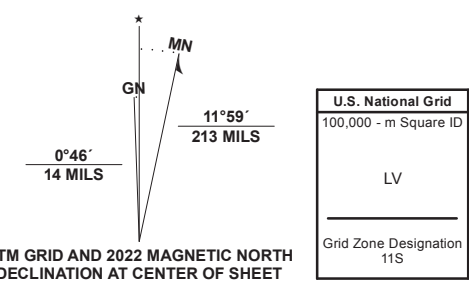 ★
MN
GN
11°59´
213 MILS
0°46´
14 MILS
TM GRID AND 2022 MAGNETIC NORTH
DECLINATION AT CENTER OF SHEET
U.S. National Grid
100,000 - m Square ID
LV
Grid Zone Designation
11S